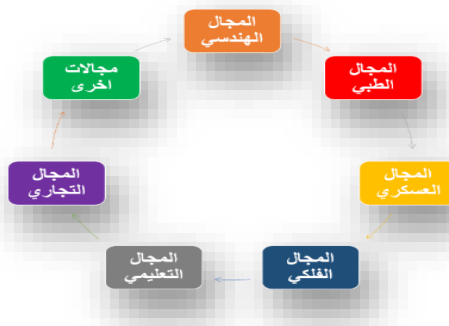 المجال
الهندسي
المجال
الطبي
المجال
العسكري
المجال
الفلكي
المجال
التعليمي
المجال
التجاري
مجالات
اخرى